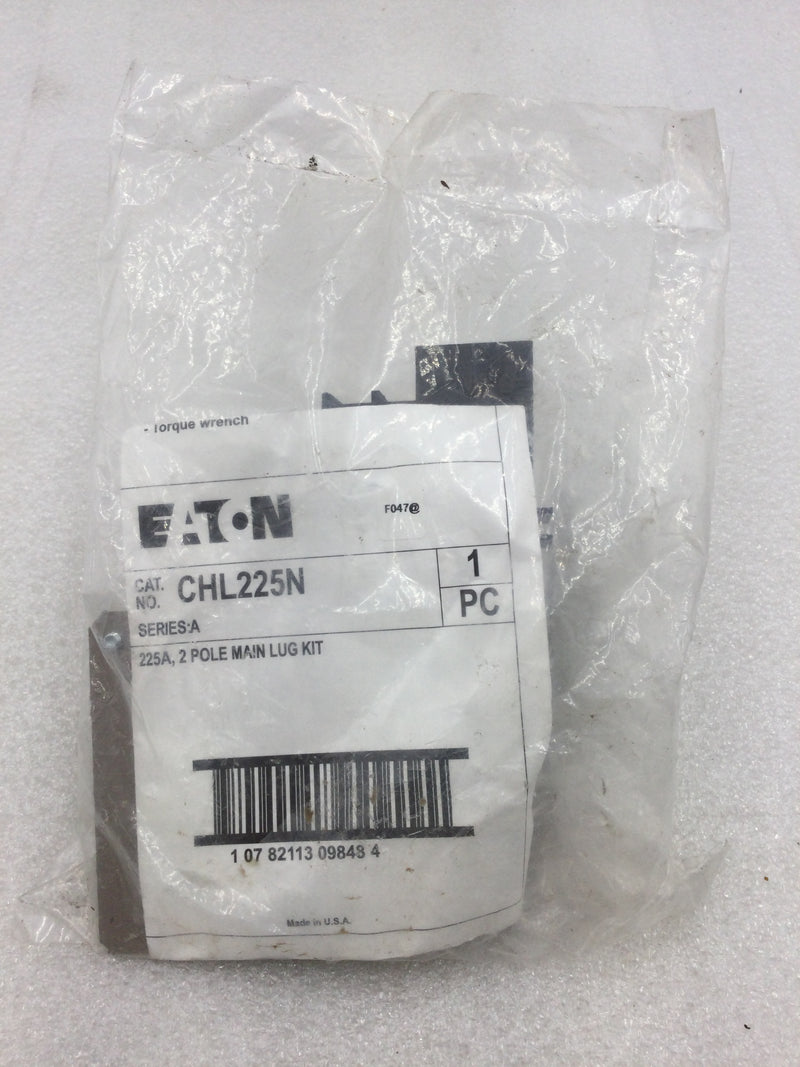 - Torque wrench
EATON
F047@
CAT. NO. CHL225N
1
PC
SERIES:A
225A, 2 POLE MAIN LUG KIT
1 07 82113 09848 4
Made in U.S.A.